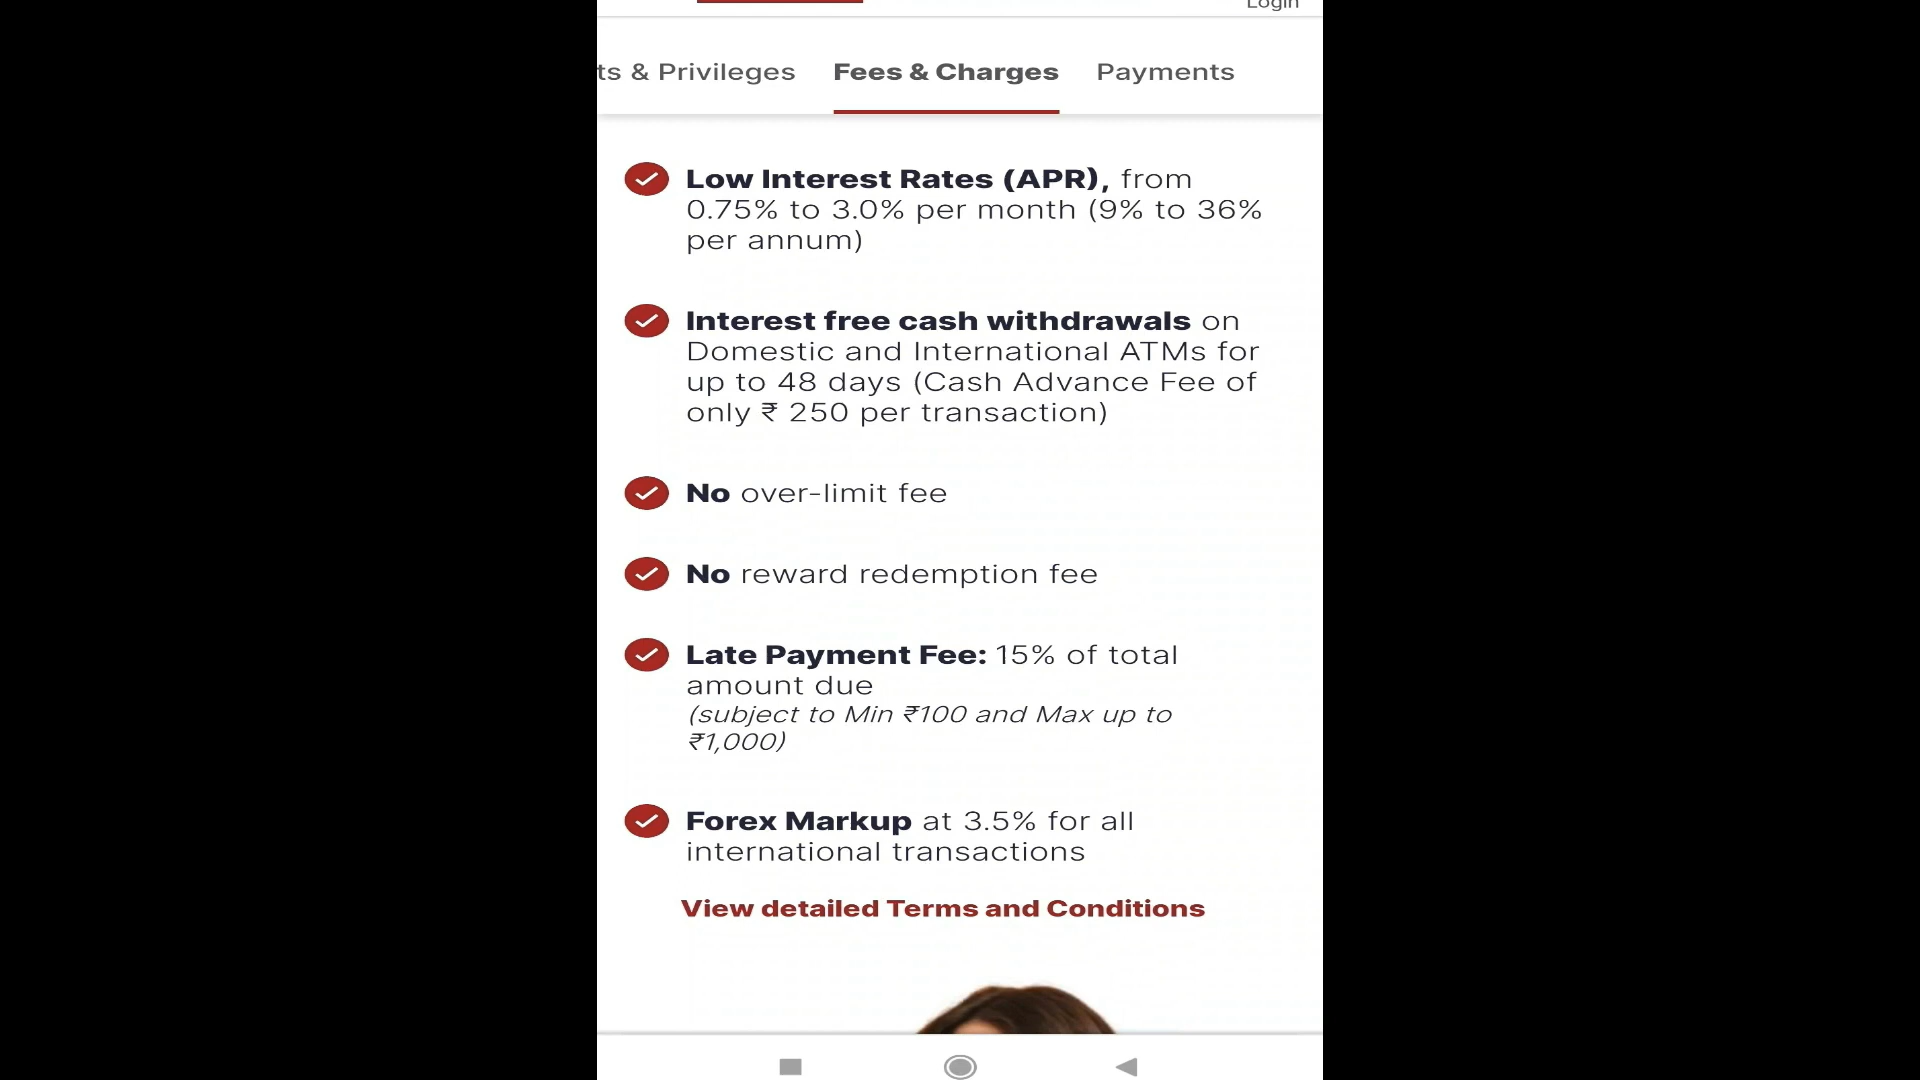 Login
ts & Privileges Fees & Charges Payments
Low Interest Rates (APR), from
0.75% to 3.0% per month (9% to 36%
per annum)
Interest free cash withdrawals on
Domestic and International ATMs for
up to 48 days (Cash Advance Fee of
only ₹ 250 per transaction)
No over-limit fee
No reward redemption fee
Late Payment Fee: 15% of total
amount due
(subject to Min ₹100 and Max up to
₹1,000)
Forex Markup at 3.5% for all
international transactions
View detailed Terms and Conditions